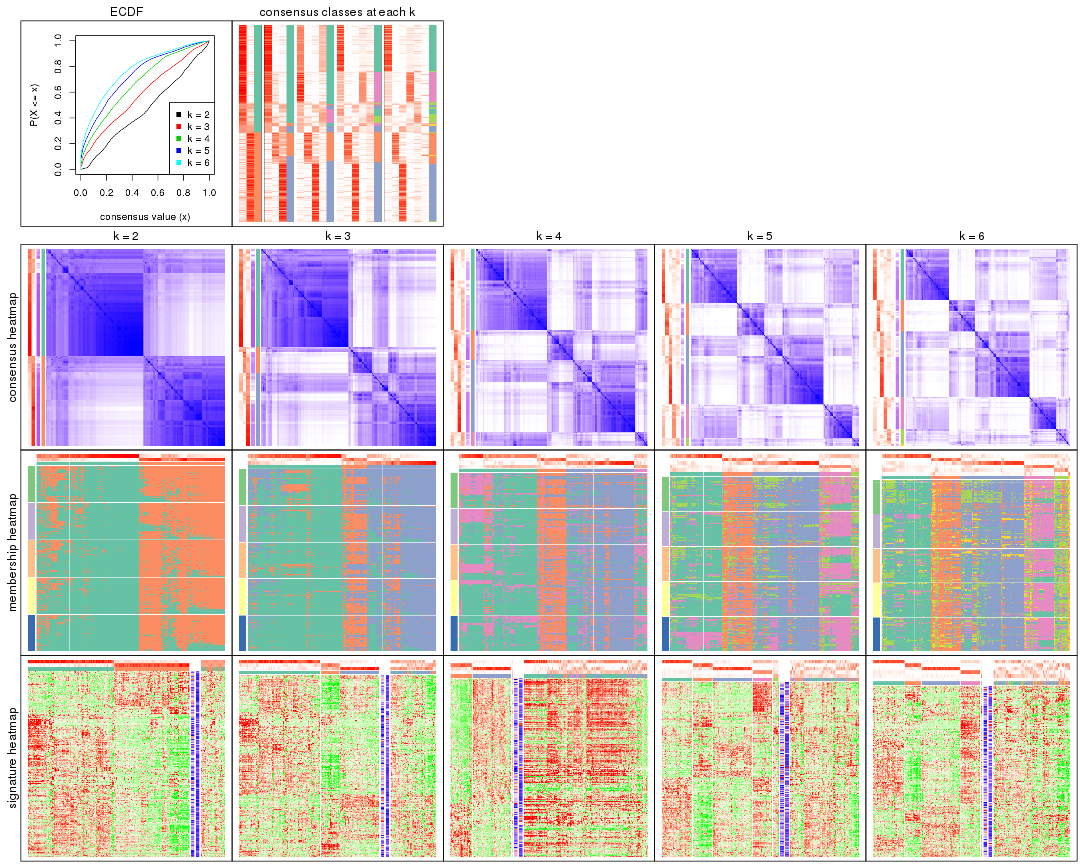 ECDF
consensus classes at each k
P(X <= x)
0.0 0.2 0.4 0.6 0.8 1.0
k = 2
k = 3
k = 4
k = 5
k = 6
0.0 0.2 0.4 0.6 0.8 1.0
consensus value (x)
k = 2
k = 3
k = 4
k = 5
k = 6
consensus heatmap
membership heatmap
signature heatmap